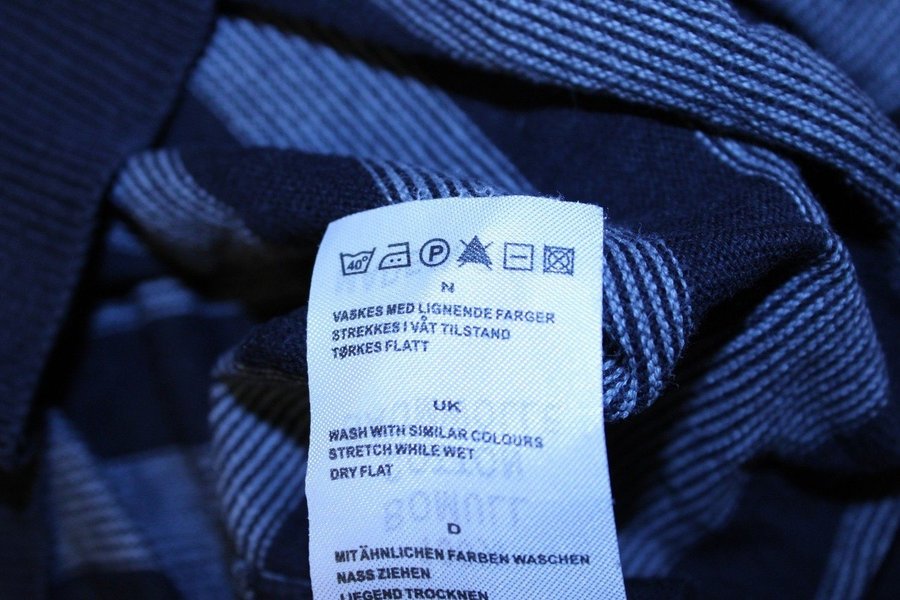 40° P
N
VASKES MED LIGNENDE FARGER
STREKKES I VÅT TILSTAND
TØRKES FLATT
UK
WASH WITH SIMILAR COLOURS
STRETCH WHILE WET
DRY FLAT
D
MIT ÄHNLICHEN FARBEN WASCHEN
NASS ZIEHEN
LIEGEND TROCKNEN